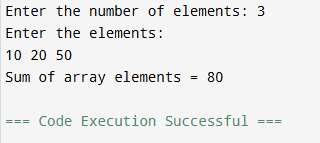 Enter the number of elements: 3
Enter the elements:
10 20 50
Sum of array elements = 80
=== Code Execution Successful ===